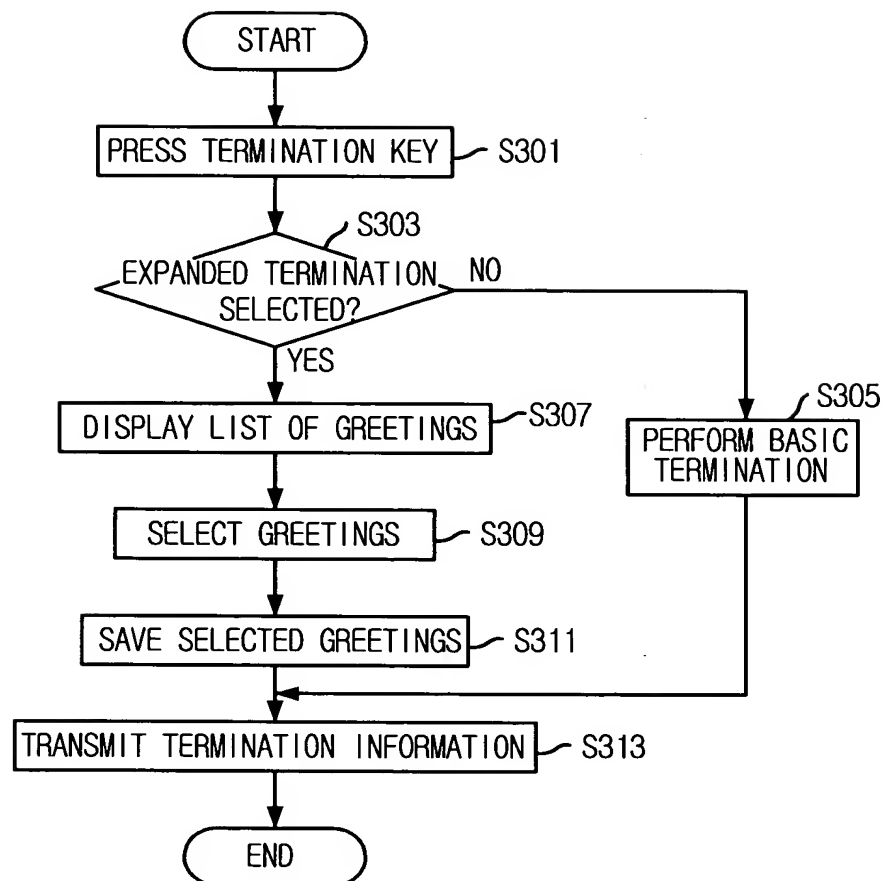 START
PRESS TERMINATION KEY
S301
S303
EXPANDED TERMINATION
SELECTED?
NO
YES
DISPLAY LIST OF GREETINGS
S307
S305
PERFORM BASIC
TERMINATION
SELECT GREETINGS
S309
SAVE SELECTED GREETINGS
S311
TRANSMIT TERMINATION INFORMATION
S313
END